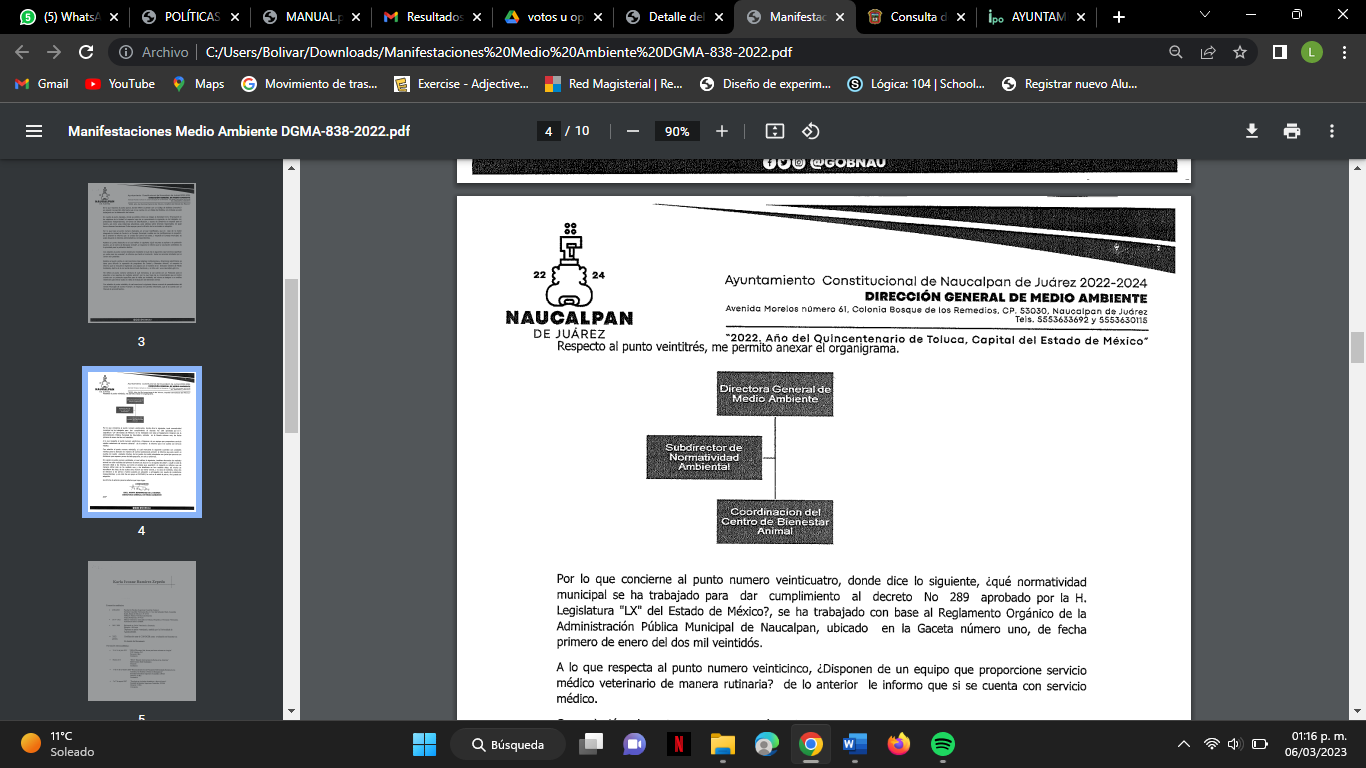 (5) WhatsA
POLÍTICAS
MANUAL.p
Resultados
votos u op
Detalle del
Manifestac
Consulta d
AYUNTAM
Archivo
C:/Users/Bolivar/Downloads/Manifestaciones%20Medio%20Ambiente%20DGMA-838-2022.pdf
L
Gmail
YouTube
Maps
Movimiento de tras...
Exercise - Adjective...
Red Magisterial | Re...
Diseño de experim...
Lógica: 104 | School...
Registrar nuevo Alu...
Manifestaciones Medio Ambiente DGMA-838-2022.pdf
4 / 10
90%
3
4
5
@GOBNAU
22 24
NAUCALPAN
DE JUÁREZ
Ayuntamiento Constitucional de Naucalpan de Juárez 2022-2024
DIRECCIÓN GENERAL DE MEDIO AMBIENTE
Avenida Morelos número 61, Colonia Bosque de los Remedios, CP. 53030, Naucalpan de Juárez
Tels. 5553633692 y 5553630115
"2022. Año del Quincentenario de Toluca, Capital del Estado de México"
Respecto al punto veintitrés, me permito anexar el organigrama.
Directora General de
Medio Ambiente
Subdirector de
Normatividad
Ambiental
Coordinacion del
Centro de Bienestar
Animal
Por lo que concierne al punto numero veinticuatro, donde dice lo siguiente, ¿qué normatividad
municipal se ha trabajado para dar cumplimiento al decreto No 289 aprobado por la H.
Legislatura "LX" del Estado de México?, se ha trabajado con base al Reglamento Orgánico de la
Administración Pública Municipal de Naucalpan, ubicado en la Gaceta número uno, de fecha
primero de enero del dos mil veintidós.
A lo que respecta al punto numero veinticinco, ¿Disponen de un equipo que proporcione servicio
médico veterinario de manera rutinaria? de lo anterior le informo que si se cuenta con servicio
médico.
11°C
Soleado
Búsqueda
01:16 p. m.
06/03/2023